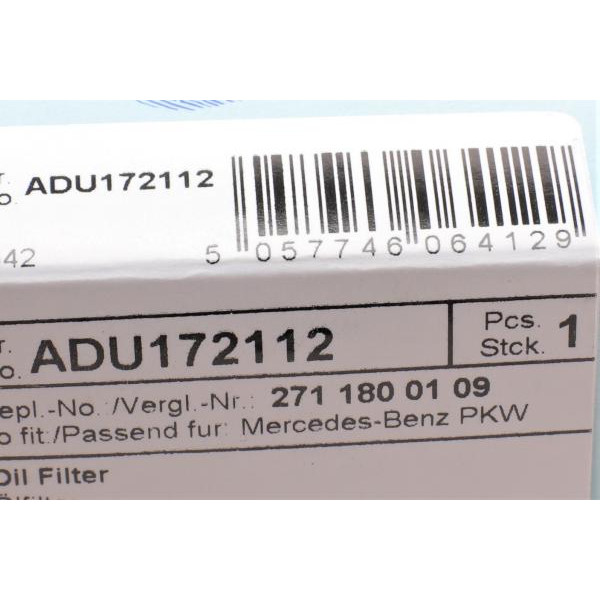 r. ADU172112
o.
42
5 057746 064129
r. ADU172112
o.
Pcs. 1
Stck.
epl.-No.:/Vergl.-Nr.: 271 180 01 09
o fit:/Passend fur: Mercedes-Benz PKW
Oil Filter
Ölfilter